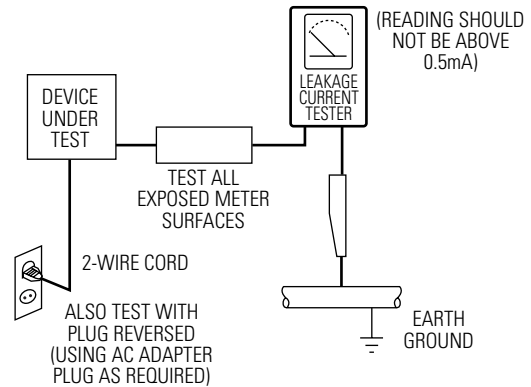 (READING SHOULD
NOT BE ABOVE
0.5mA)
LEAKAGE
CURRENT
TESTER
DEVICE
UNDER
TEST
TEST ALL
EXPOSED METER
SURFACES
2-WIRE CORD
ALSO TEST WITH
PLUG REVERSED
(USING AC ADAPTER
PLUG AS REQUIRED)
EARTH
GROUND